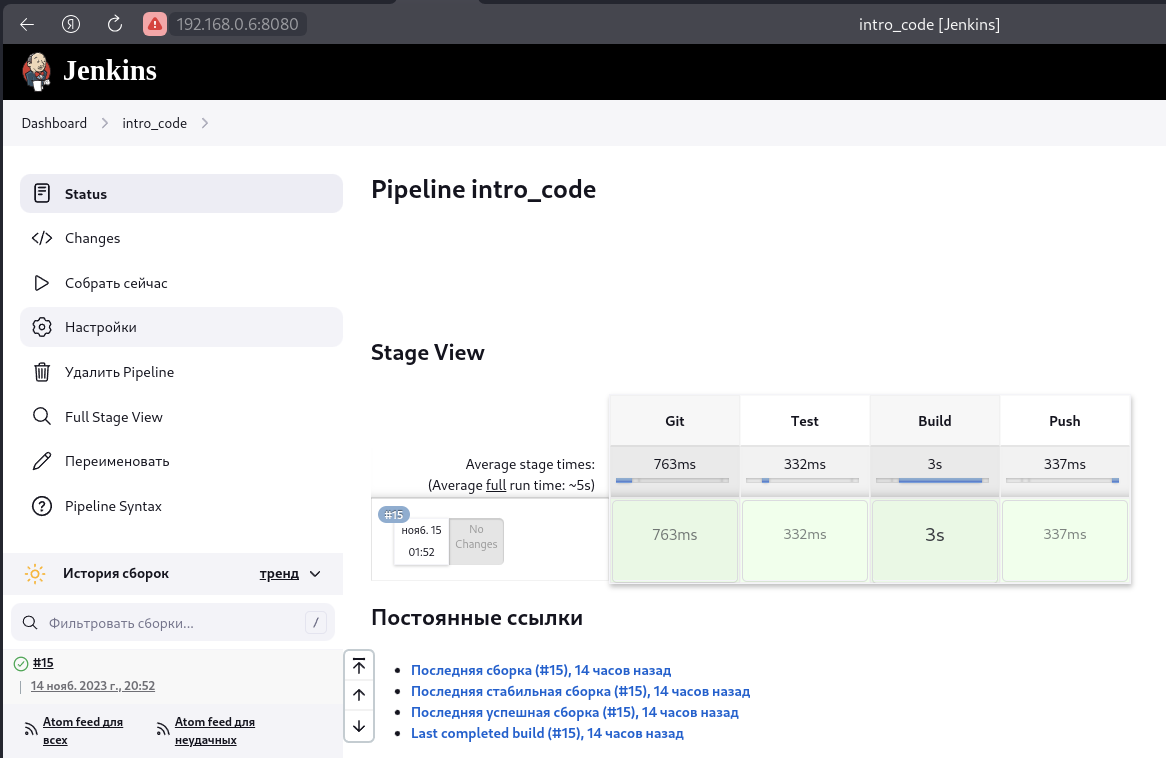 192.168.0.6:8080
intro_code [Jenkins]
Jenkins
Dashboard
intro_code
Status
Changes
Собрать сейчас
Настройки
Удалить Pipeline
Full Stage View
Переименовать
Pipeline Syntax
История сборок
тренд
Фильтровать сборки...
/
#15
14 нояб. 2023 г., 20:52
Atom feed для
всех
Atom feed для
неудачных
Pipeline intro_code
Stage View
Git Test Build Push
Average stage times:
(Average full run time: ~5s)
763ms 332ms 3s 337ms
#15
нояб. 15
01:52
No
Changes
763ms 332ms 3s 337ms
Постоянные ссылки
Последняя сборка (#15), 14 часов назад
Последняя стабильная сборка (#15), 14 часов назад
Последняя успешная сборка (#15), 14 часов назад
Last completed build (#15), 14 часов назад